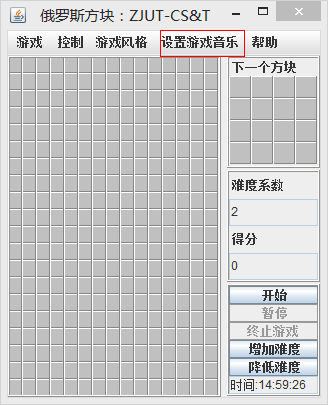 俄罗斯方块：ZJUT-CS&T
游戏 控制 游戏风格 设置游戏音乐 帮助
下一个方块
难度系数
2
得分
0
开始
暂停
终止游戏
增加难度
降低难度
时间:14:59:26